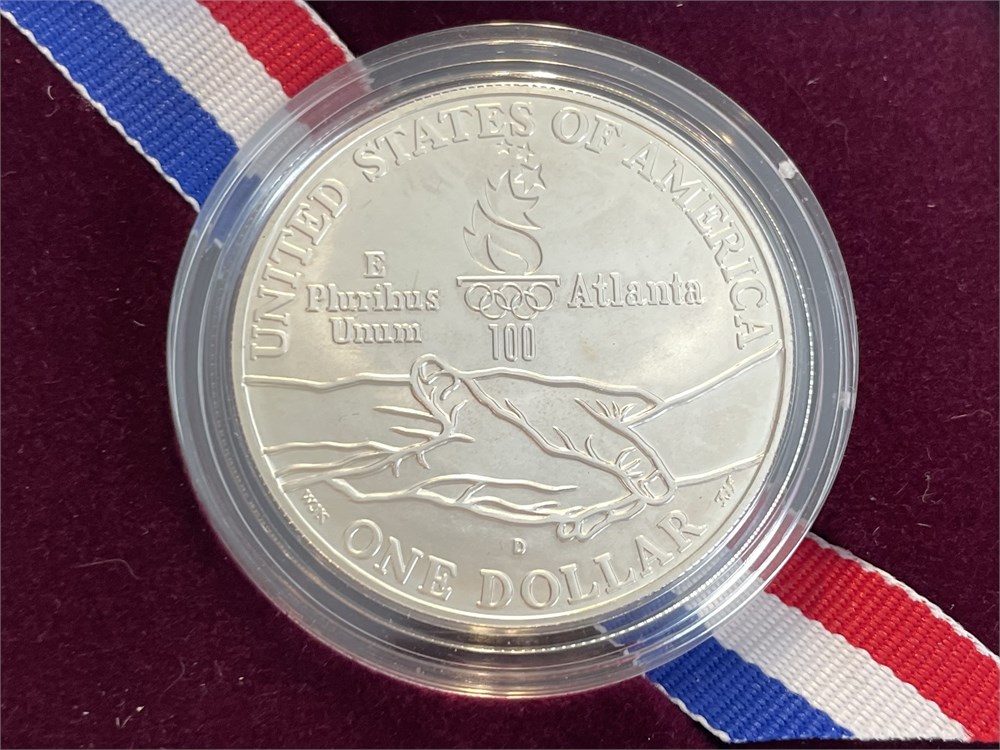 UNITED STATES OF AMERICA
E
Pluribus
Unum
Atlanta
100
D
ONE DOLLAR